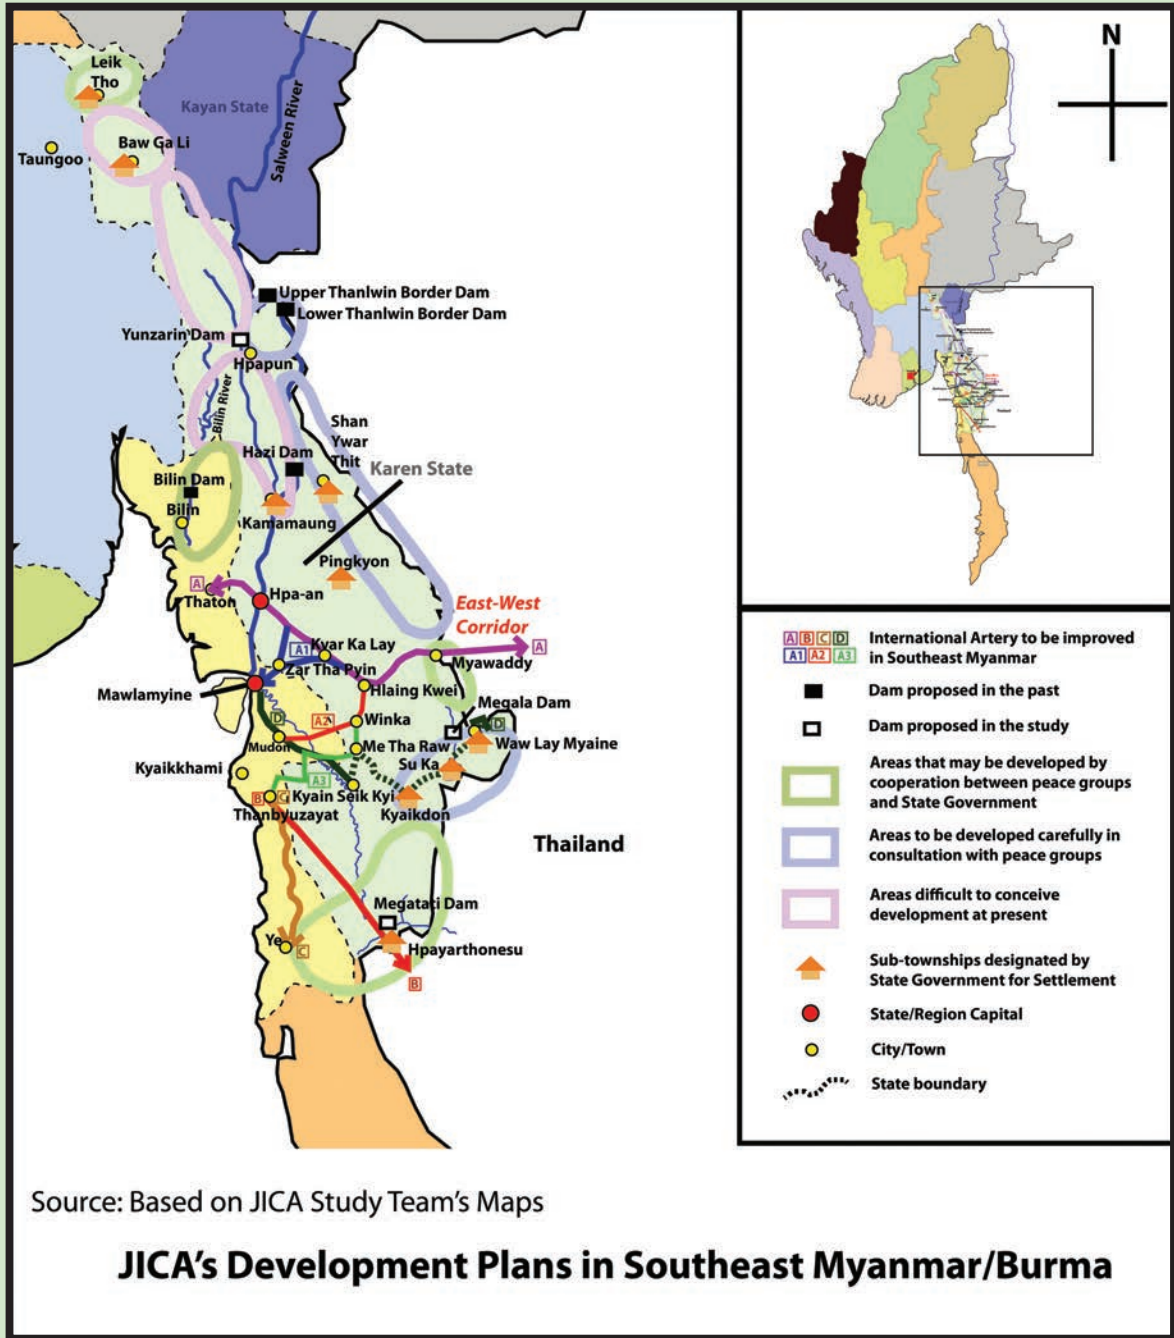 Leik
Tho
Kayan State
Salween River
Baw Ga Li
Taungoo
Upper Thanlwin Border Dam
Lower Thanlwin Border Dam
Yunzarin Dam
Hpapun
Bilin River
Shan
Ywar
Thit
Hazi Dam
Karen State
Bilin Dam
Bilin
Kamamaung
Pingkyon
A
Thaton
Hpa-an
East-West
Corridor
A
A1
Kyar Ka Lay
Zar Tha Pyin
Myawaddy
Mawlamyine
Hlaing Kwei
Megala Dam
D
A2
Winka
D
Mudon
Me Tha Raw
Waw Lay Myaine
Su Ka
Kyaikkhami
A3
B C
Kyain Seik Kyi
Thanbyuzayat
Kyaikdon
Thailand
Megatati Dam
Ye
C
Hpayarthonesu
B
N
A B C D
A1 A2 A3
International Artery to be improved
in Southeast Myanmar
Dam proposed in the past
Dam proposed in the study
Areas that may be developed by
cooperation between peace groups
and State Government
Areas to be developed carefully in
consultation with peace groups
Areas difficult to conceive
development at present
Sub-townships designated by
State Government for Settlement
State/Region Capital
City/Town
State boundary
Source: Based on JICA Study Team's Maps
JICA's Development Plans in Southeast Myanmar/Burma